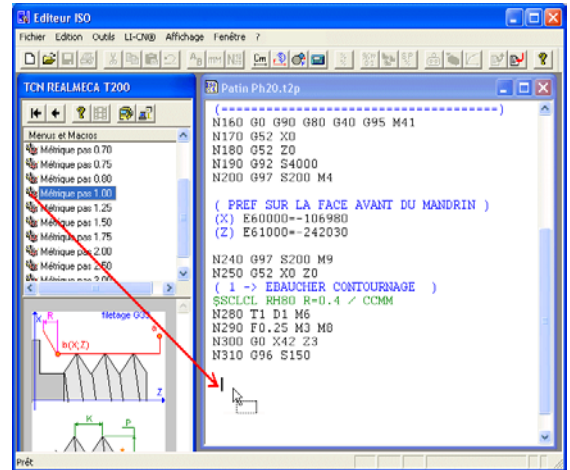 Editeur ISO
Fichier Edition Outils LI-CN® Affichage Fenêtre ?
TCN REALMECA T200
Menus et Macros
Métrique pas 0.70
Métrique pas 0.75
Métrique pas 0.80
Métrique pas 1.00
Métrique pas 1.25
Métrique pas 1.50
Métrique pas 1.75
Métrique pas 2.00
Métrique pas 2.50
Métrique pas 3.00
X R filetage G33
b(X;Z)
Z
K P
Patin Ph20.t2p
(=====================================)
N160 G0 G90 G80 G40 G95 M41
N170 G52 X0
N180 G52 Z0
N190 G92 S4000
N200 G97 S200 M4
( PREF SUR LA FACE AVANT DU MANDRIN )
(X) E60000=-106980
(Z) E61000=-242030
N240 G97 S200 M9
N250 G52 X0 Z0
( 1 -> EBAUCHER CONTOURNAGE )
$SCLCL RH80 R=0.4 / CCMM
N280 T1 D1 M6
N290 F0.25 M3 M8
N300 G0 X42 Z3
N310 G96 S150
Prêt